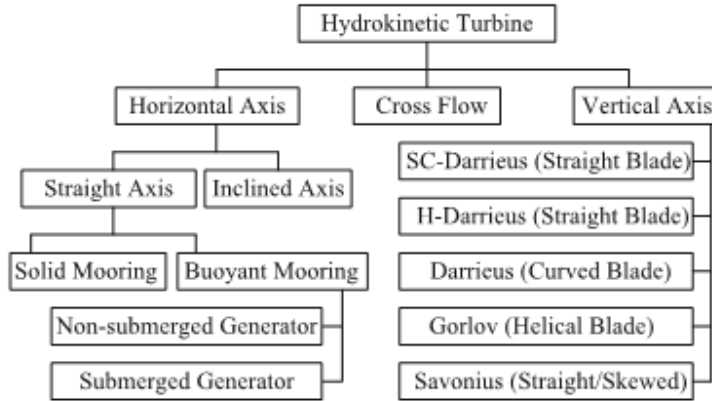 Hydrokinetic Turbine
Horizontal Axis
Cross Flow
Vertical Axis
Straight Axis
Inclined Axis
Solid Mooring
Buoyant Mooring
Non-submerged Generator
Submerged Generator
SC-Darrieus (Straight Blade)
H-Darrieus (Straight Blade)
Darrieus (Curved Blade)
Gorlov (Helical Blade)
Savonius (Straight/Skewed)